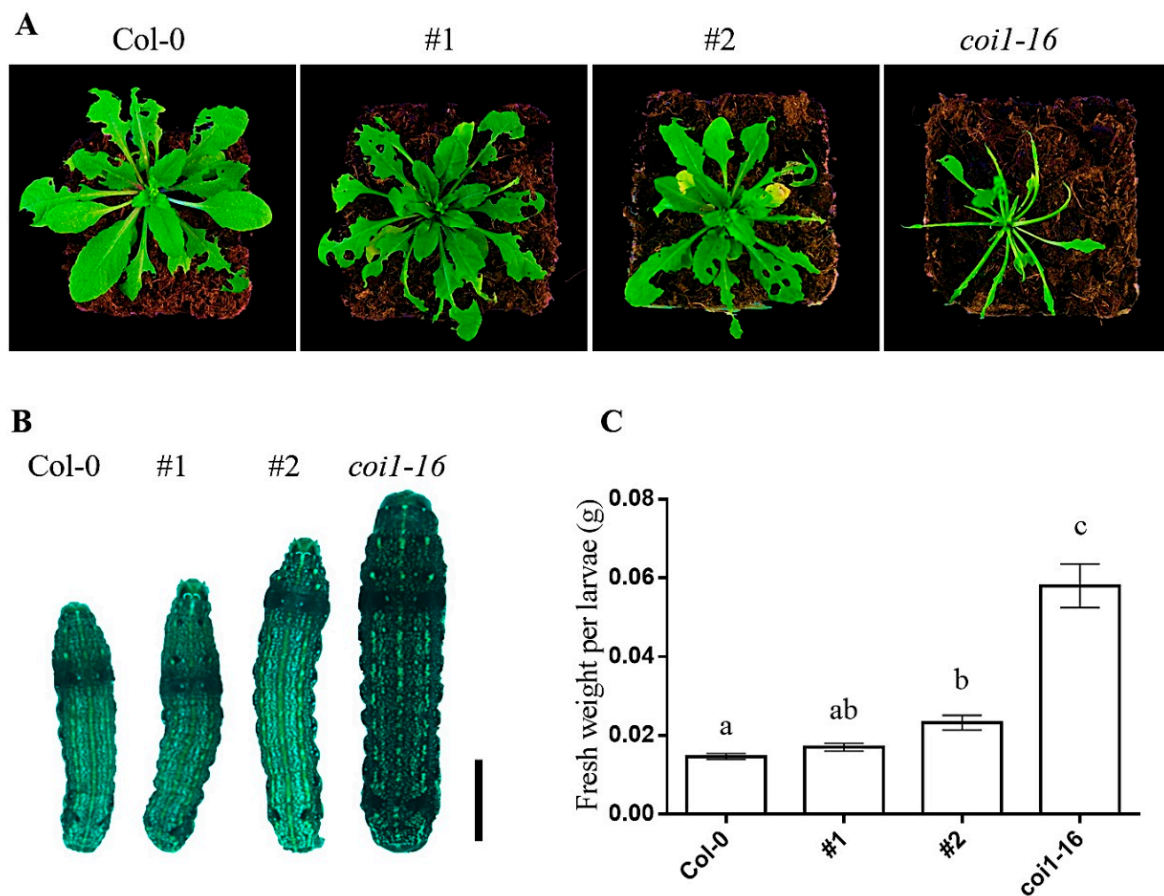 A
Col-0 #1 #2 coi1-16
B
Col-0 #1 #2 coi1-16
C
Fresh weight per larvae (g)
0.08
0.06
0.04
0.02
0.00
a
ab
b
c
Col-0
#1
#2
coi1-16